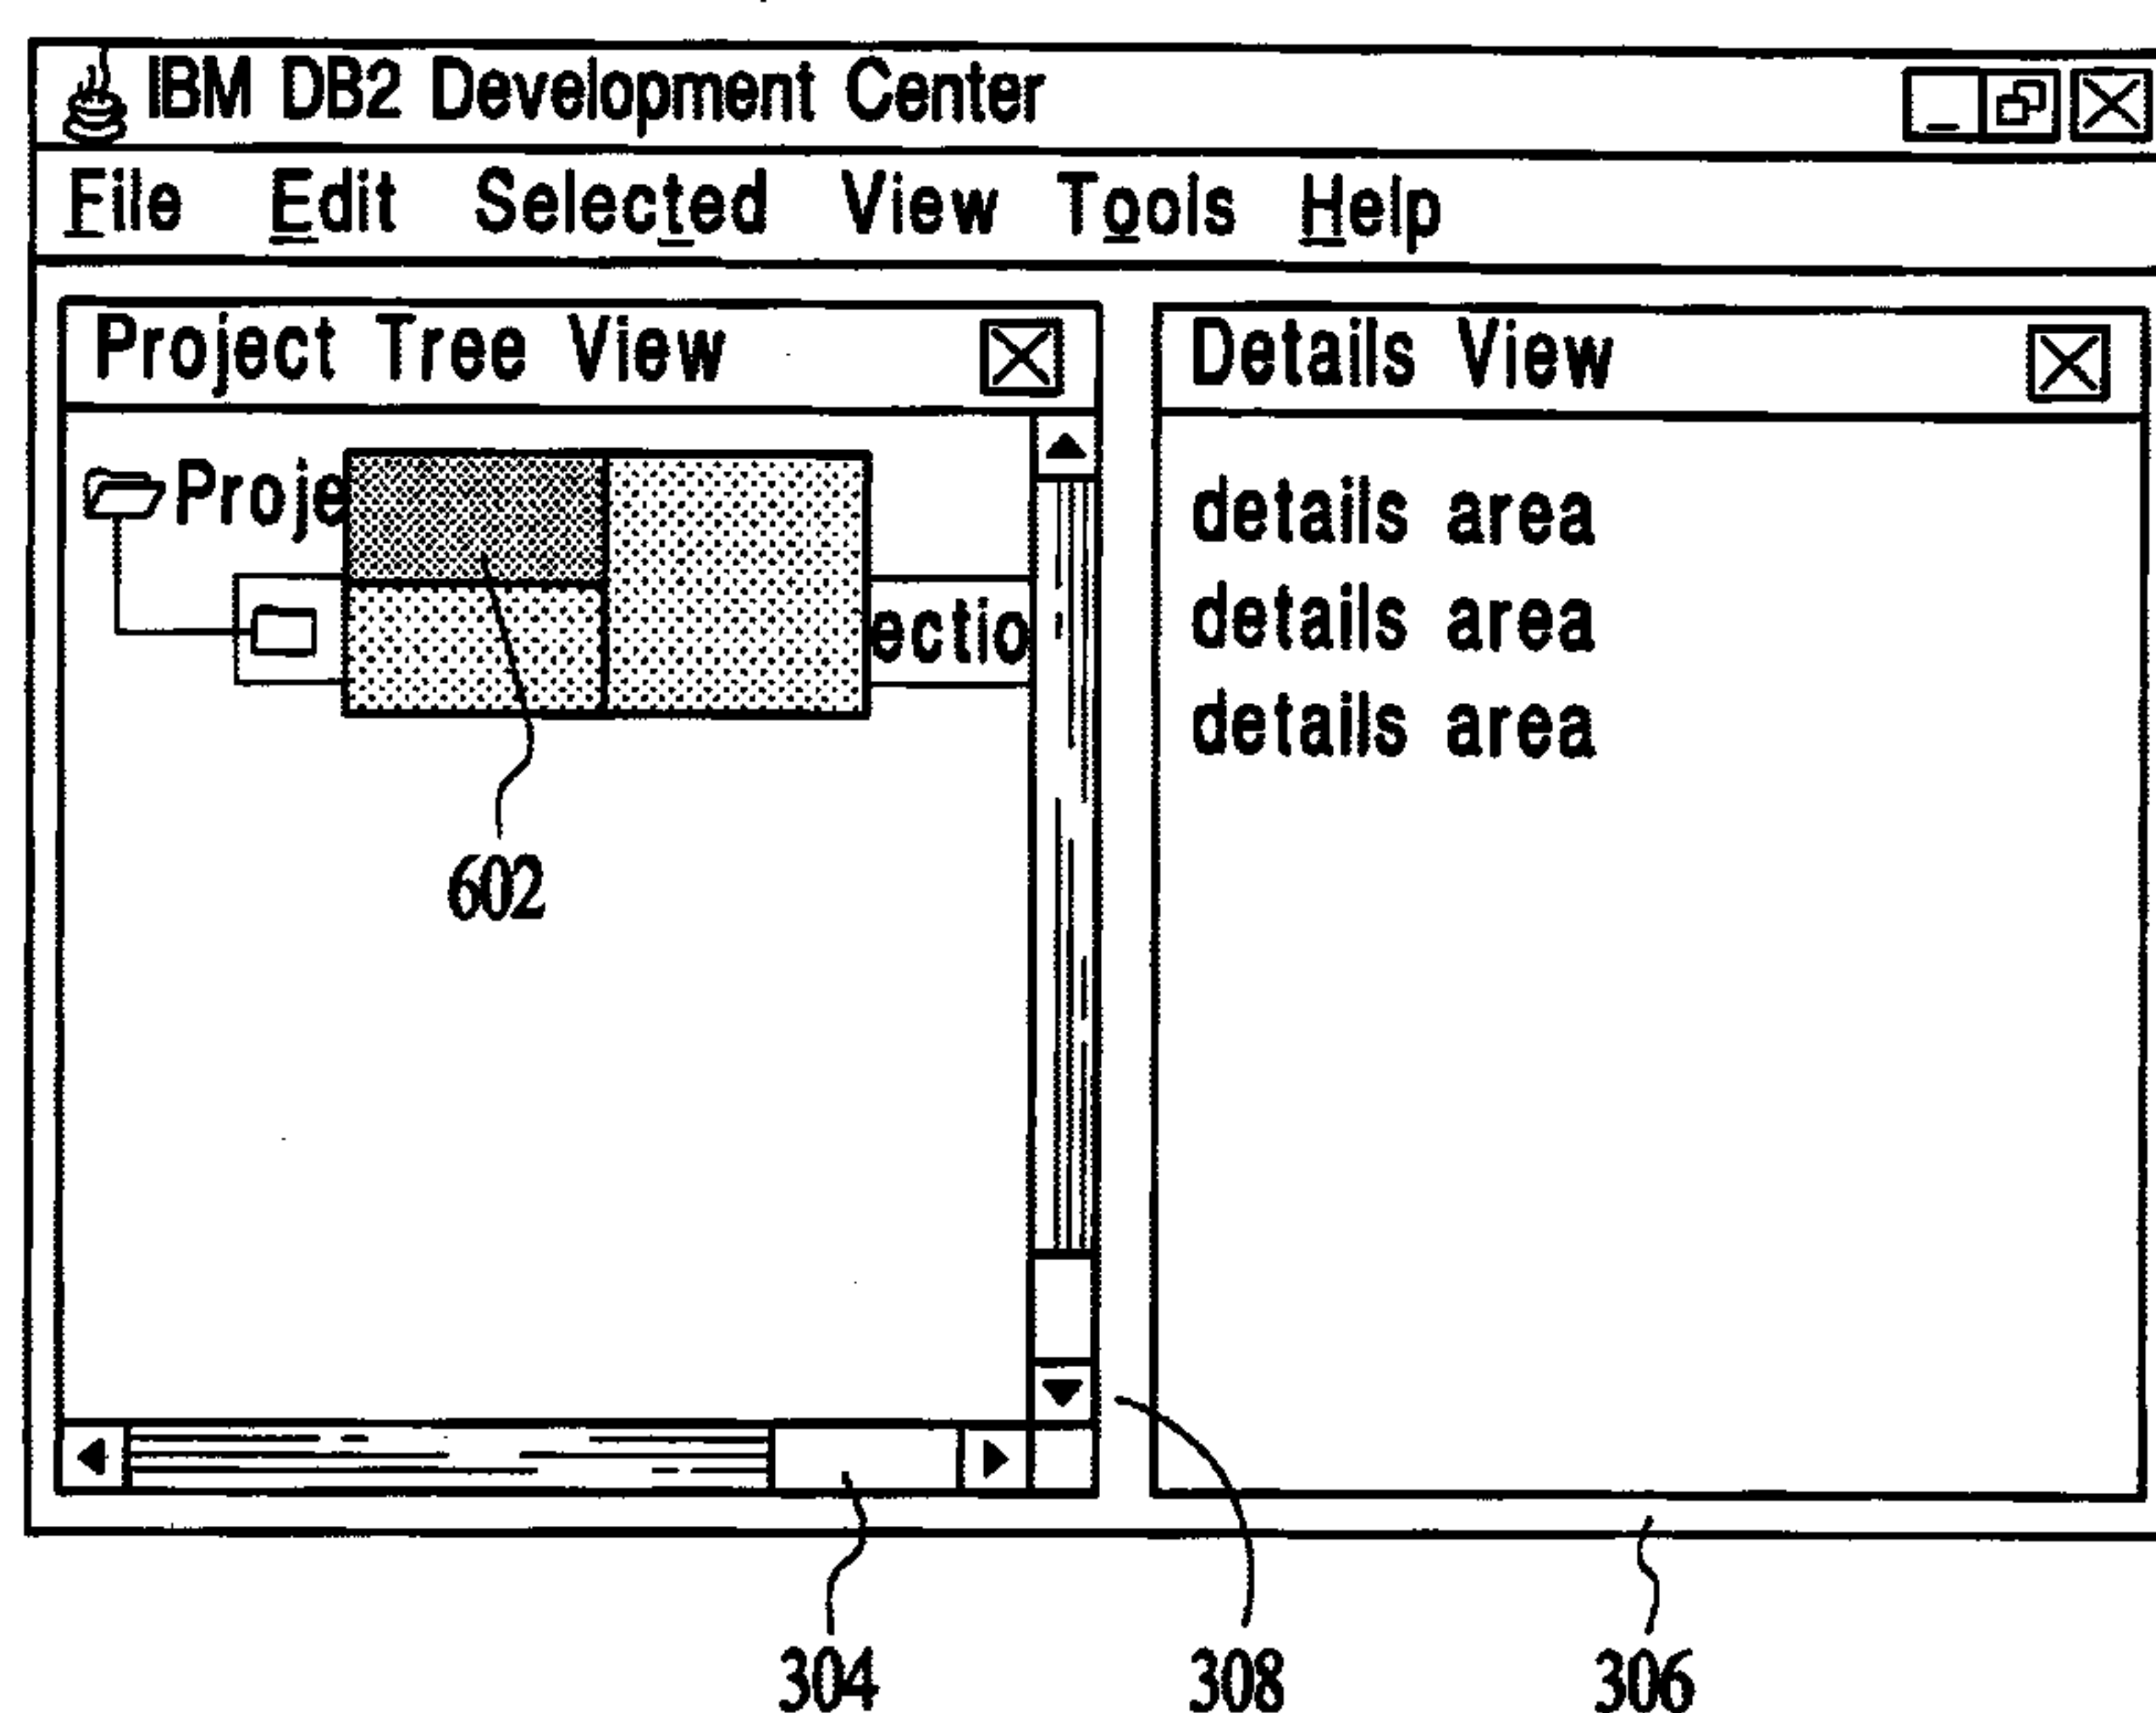 IBM DB2 Development Center
File Edit Selected View Tools Help
Project Tree View
Details View
Proje
details area
ectio
details area
details area
602
304
308
306